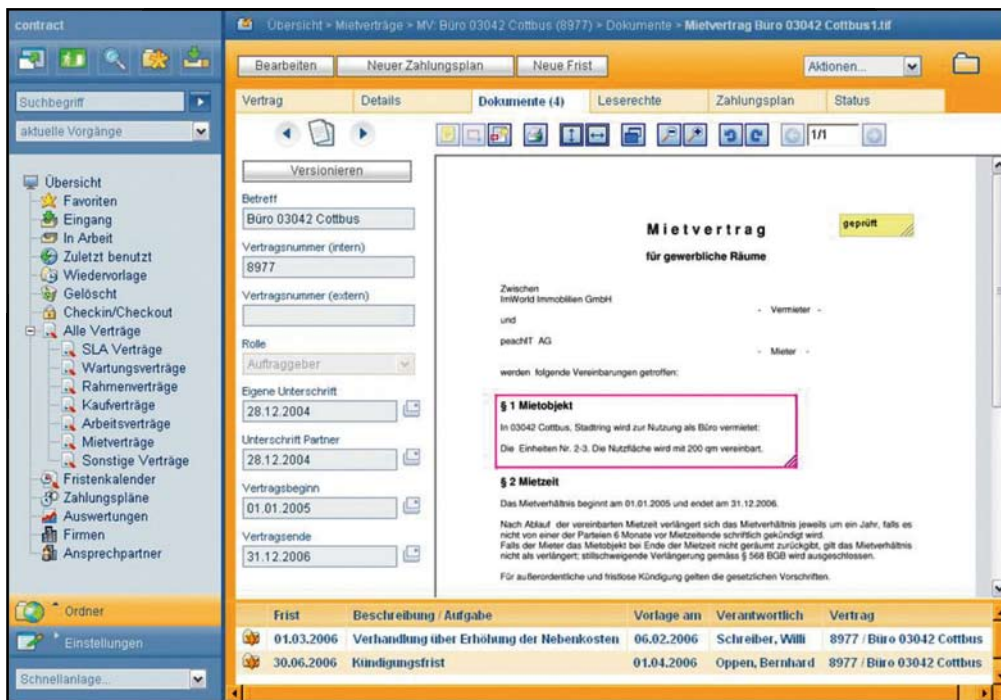 contract
Übersicht > Mietverträge > MV: Büro 03042 Cottbus (8977) > Dokumente > Mietvertrag Büro 03042 Cottbus1.tif
Bearbeiten
Neuer Zahlungsplan
Neue Frist
Aktionen...
Suchbegriff
aktuelle Vorgänge
Vertrag
Details
Dokumente (4)
Leserechte
Zahlungsplan
Status
1/1
Übersicht
Favoriten
Eingang
In Arbeit
Zuletzt benutzt
Wiedervorlage
Gelöscht
Checkin/Checkout
Alle Verträge
SLA Verträge
Wartungsverträge
Rahmenverträge
Kaufverträge
Arbeitsverträge
Mietverträge
Sonstige Verträge
Fristenkalender
Zahlungspläne
Auswertungen
Firmen
Ansprechpartner
Ordner
Einstellungen
Schnellanlage...
Versionieren
Betreff
Büro 03042 Cottbus
Vertragsnummer (intern)
8977
Vertragsnummer (extern)
Rolle
Auftraggeber
Eigene Unterschrift
28.12.2004
Unterschrift Partner
28.12.2004
Vertragsbeginn
01.01.2005
Vertragsende
31.12.2006
Mietvertrag
geprüft
für gewerbliche Räume
Zwischen
ImWorld Immobilien GmbH
- Vermieter -
und
peachIT AG
- Mieter -
werden folgende Vereinbarungen getroffen:
§ 1 Mietobjekt
In 03042 Cottbus, Stadtring wird zur Nutzung als Büro vermietet:
Die Einheiten Nr. 2-3. Die Nutzfläche wird mit 200 qm vereinbart.
§ 2 Mietzeit
Das Mietverhältnis beginnt am 01.01.2005 und endet am 31.12.2006.
Nach Ablauf der vereinbarten Mietzeit verlängert sich das Mietverhältnis jeweils um ein Jahr, falls es
nicht von einer der Parteien 6 Monate vor Mietzeitende schriftlich gekündigt wird.
Falls der Mieter das Mietobjekt bei Ende der Mietzeit nicht geräumt zurückgibt, gilt das Mietverhältnis
nicht als verlängert; stillschweigende Verlängerung gemäss § 568 BGB wird ausgeschlossen.
Für außerordentliche und fristlose Kündigung gelten die gesetzlichen Vorschriften.
Frist Beschreibung / Aufgabe Vorlage am Verantwortlich Vertrag
01.03.2006 Verhandlung über Erhöhung der Nebenkosten 06.02.2006 Schreiber, Willi 8977 / Büro 03042 Cottbus
30.06.2006 Kündigungsfrist 01.04.2006 Oppen, Bernhard 8977 / Büro 03042 Cottbus